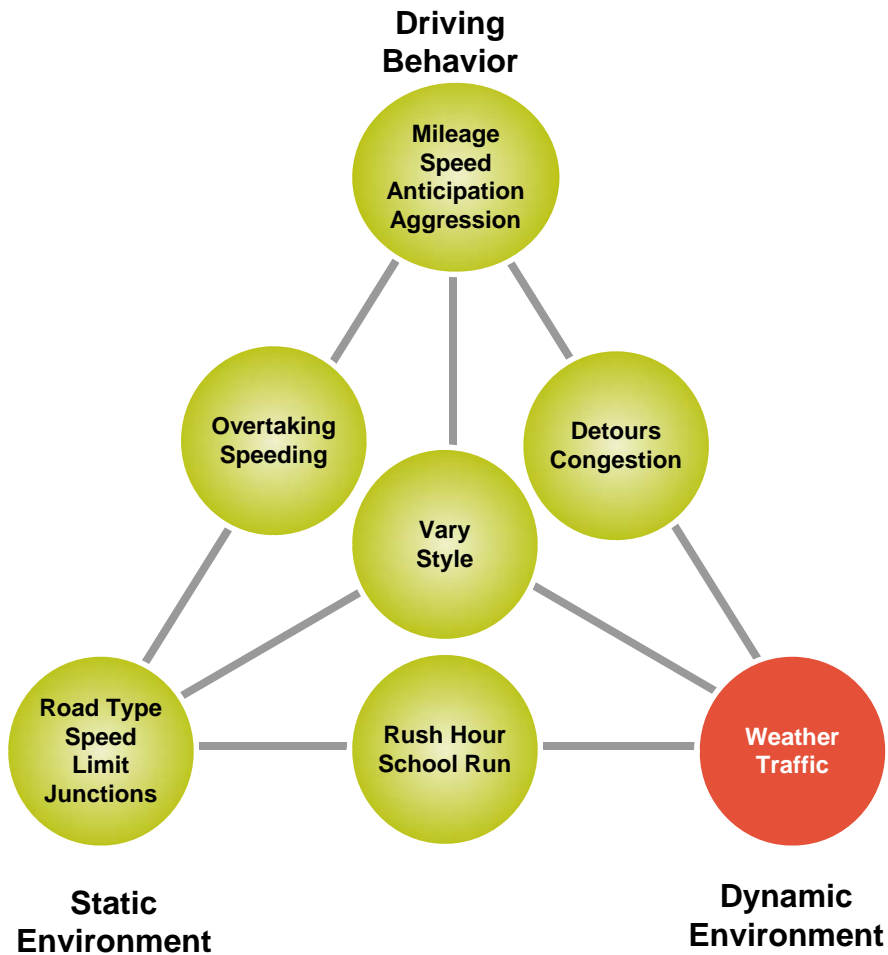 Driving
Behavior
Mileage
Speed
Anticipation
Aggression
Overtaking
Speeding
Detours
Congestion
Vary
Style
Road Type
Speed
Limit
Junctions
Rush Hour
School Run
Weather
Traffic
Static
Environment
Dynamic
Environment